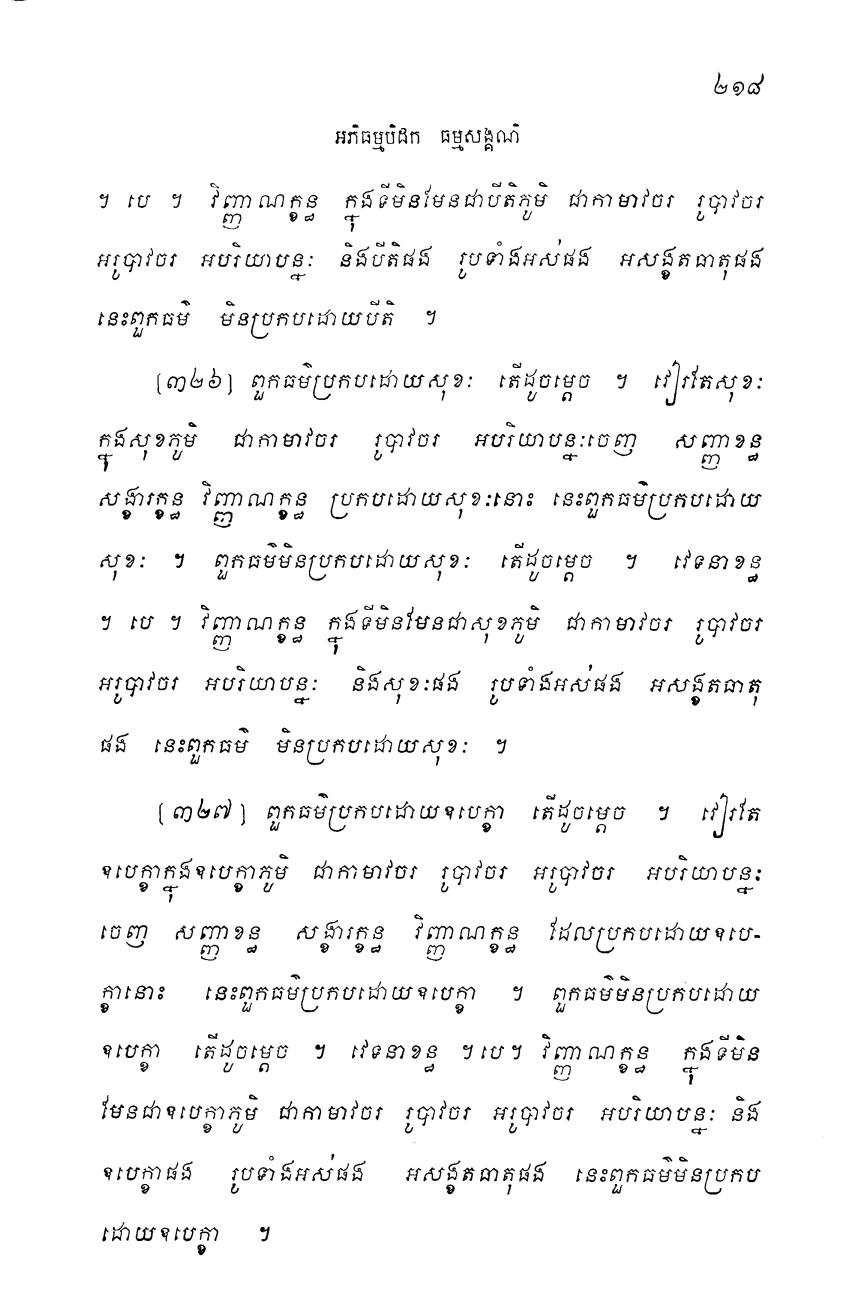 ២១៨
អភិធម្មបិដក ធម្មសង្គណី
។ បេ ។ វិញ្ញាណក្ខន្ធ ក្នុងទីមិនមែនជាបីតិភូមិ ជាកាមាវចរ រូបាវចរ
អរូបាវចរ អបរិយាបន្នៈ និងបីតិផង រូបទាំងអស់ផង អសង្ខតធាតុផង
នេះពួកធម៌ មិនប្រកបដោយបីតិ ។
[៣២៦] ពួកធម៌ប្រកបដោយសុខៈ តើដូចម្តេច ។ វៀរតែសុខៈ
ក្នុងសុខភូមិ ជាកាមាវចរ រូបាវចរ អបរិយាបន្នៈចេញ សញ្ញាខន្ធ
សង្ខារក្ខន្ធ វិញ្ញាណក្ខន្ធ ប្រកបដោយសុខៈនោះ នេះពួកធម៌ប្រកបដោយ
សុខៈ ។ ពួកធម៌មិនប្រកបដោយសុខៈ តើដូចម្តេច ។ វេទនាខន្ធ
។ បេ ។ វិញ្ញាណក្ខន្ធ ក្នុងទីមិនមែនជាសុខភូមិ ជាកាមាវចរ រូបាវចរ
អរូបាវចរ អបរិយាបន្នៈ និងសុខៈផង រូបទាំងអស់ផង អសង្ខតធាតុ
ផង នេះពួកធម៌ មិនប្រកបដោយសុខៈ ។
[៣២៧] ពួកធម៌ប្រកបដោយឧបេក្ខា តើដូចម្តេច ។ វៀរតែ
ឧបេក្ខាក្នុងឧបេក្ខាភូមិ ជាកាមាវចរ រូបាវចរ អរូបាវចរ អបរិយាបន្នៈ
ចេញ សញ្ញាខន្ធ សង្ខារក្ខន្ធ វិញ្ញាណក្ខន្ធ ដែលប្រកបដោយឧបេ-
ក្ខានោះ នេះពួកធម៌ប្រកបដោយឧបេក្ខា ។ ពួកធម៌មិនប្រកបដោយ
ឧបេក្ខា តើដូចម្តេច ។ វេទនាខន្ធ ។បេ។ វិញ្ញាណក្ខន្ធ ក្នុងទីមិន
មែនជាឧបេក្ខាភូមិ ជាកាមាវចរ រូបាវចរ អរូបាវចរ អបរិយាបន្នៈ និង
ឧបេក្ខាផង រូបទាំងអស់ផង អសង្ខតធាតុផង នេះពួកធម៌មិនប្រកប
ដោយឧបេក្ខា ។